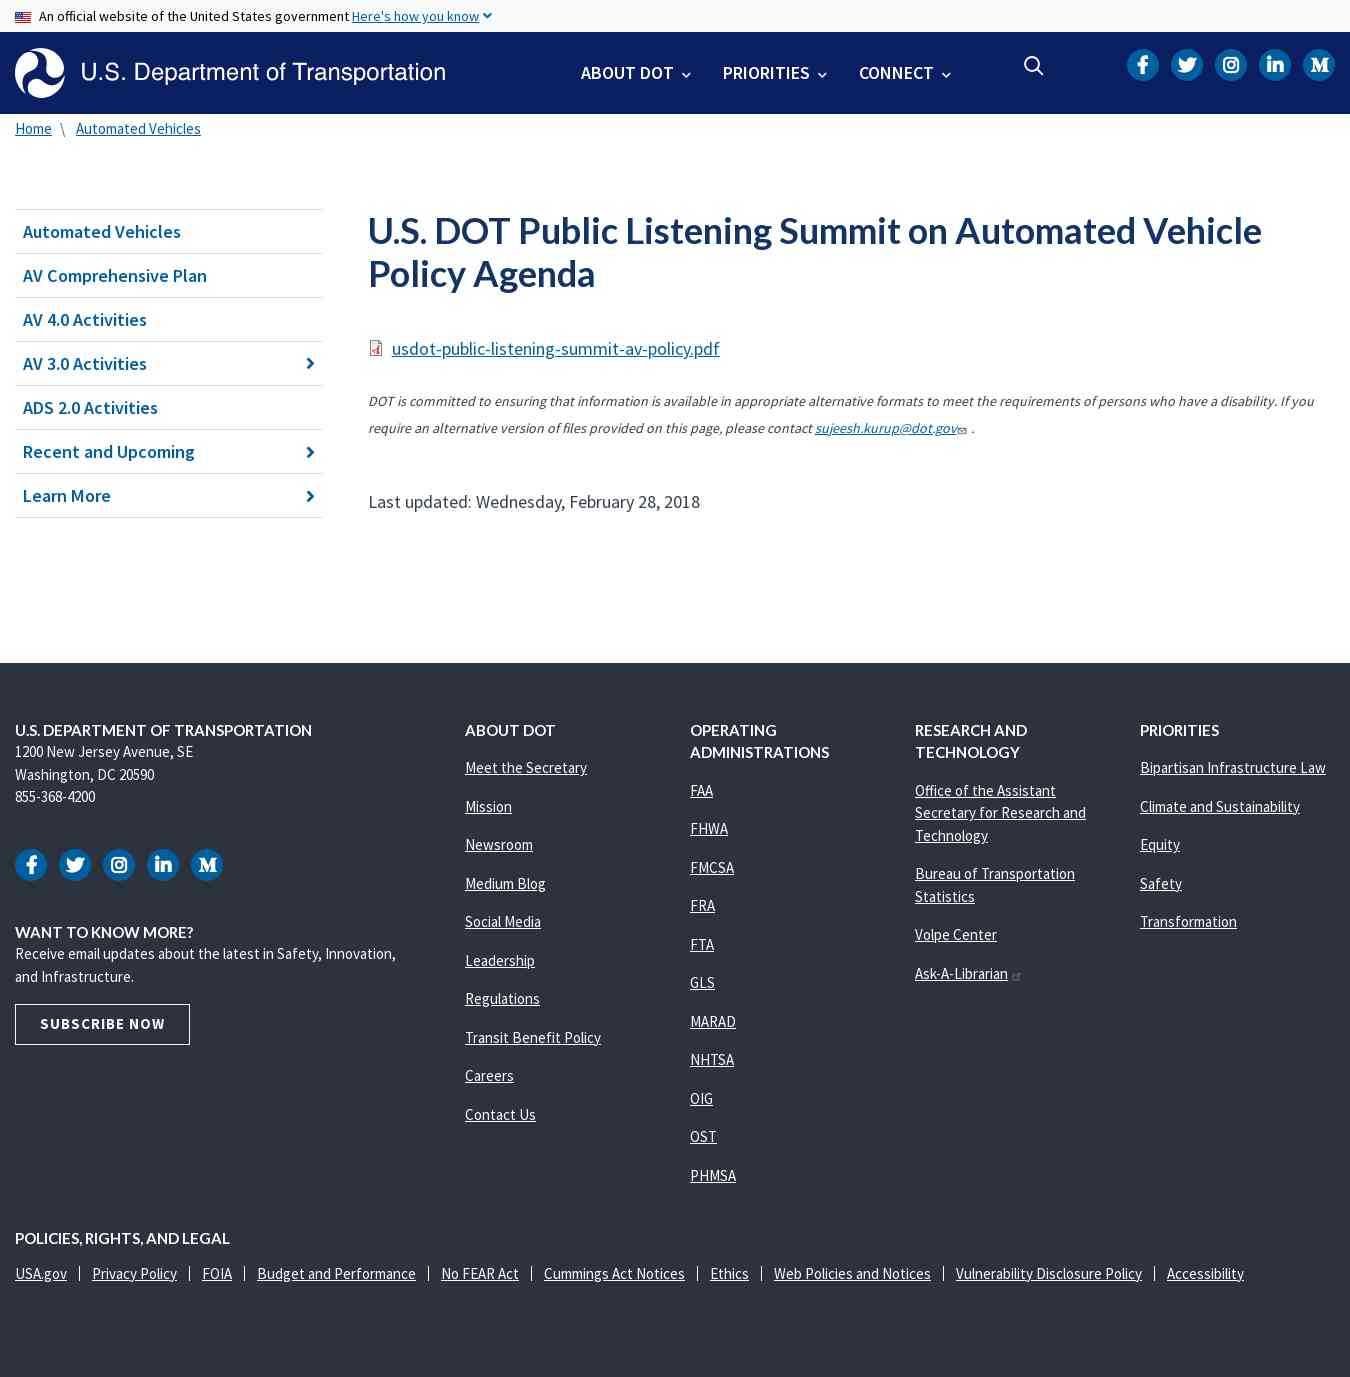 An official website of the United States government Here's how you know
U.S. Department of Transportation
ABOUT DOT
PRIORITIES
CONNECT
Home \ Automated Vehicles
Automated Vehicles
AV Comprehensive Plan
AV 4.0 Activities
AV 3.0 Activities
ADS 2.0 Activities
Recent and Upcoming
Learn More
U.S. DOT Public Listening Summit on Automated Vehicle
Policy Agenda
usdot-public-listening-summit-av-policy.pdf
DOT is committed to ensuring that information is available in appropriate alternative formats to meet the requirements of persons who have a disability. If you
require an alternative version of files provided on this page, please contact sujeesh.kurup@dot.gov .
Last updated: Wednesday, February 28, 2018
U.S. DEPARTMENT OF TRANSPORTATION
1200 New Jersey Avenue, SE
Washington, DC 20590
855-368-4200
WANT TO KNOW MORE?
Receive email updates about the latest in Safety, Innovation,
and Infrastructure.
SUBSCRIBE NOW
ABOUT DOT
Meet the Secretary
Mission
Newsroom
Medium Blog
Social Media
Leadership
Regulations
Transit Benefit Policy
Careers
Contact Us
OPERATING
ADMINISTRATIONS
FAA
FHWA
FMCSA
FRA
FTA
GLS
MARAD
NHTSA
OIG
OST
PHMSA
RESEARCH AND
TECHNOLOGY
Office of the Assistant
Secretary for Research and
Technology
Bureau of Transportation
Statistics
Volpe Center
Ask-A-Librarian
PRIORITIES
Bipartisan Infrastructure Law
Climate and Sustainability
Equity
Safety
Transformation
POLICIES, RIGHTS, AND LEGAL
USA.gov | Privacy Policy | FOIA | Budget and Performance | No FEAR Act | Cummings Act Notices | Ethics | Web Policies and Notices | Vulnerability Disclosure Policy | Accessibility